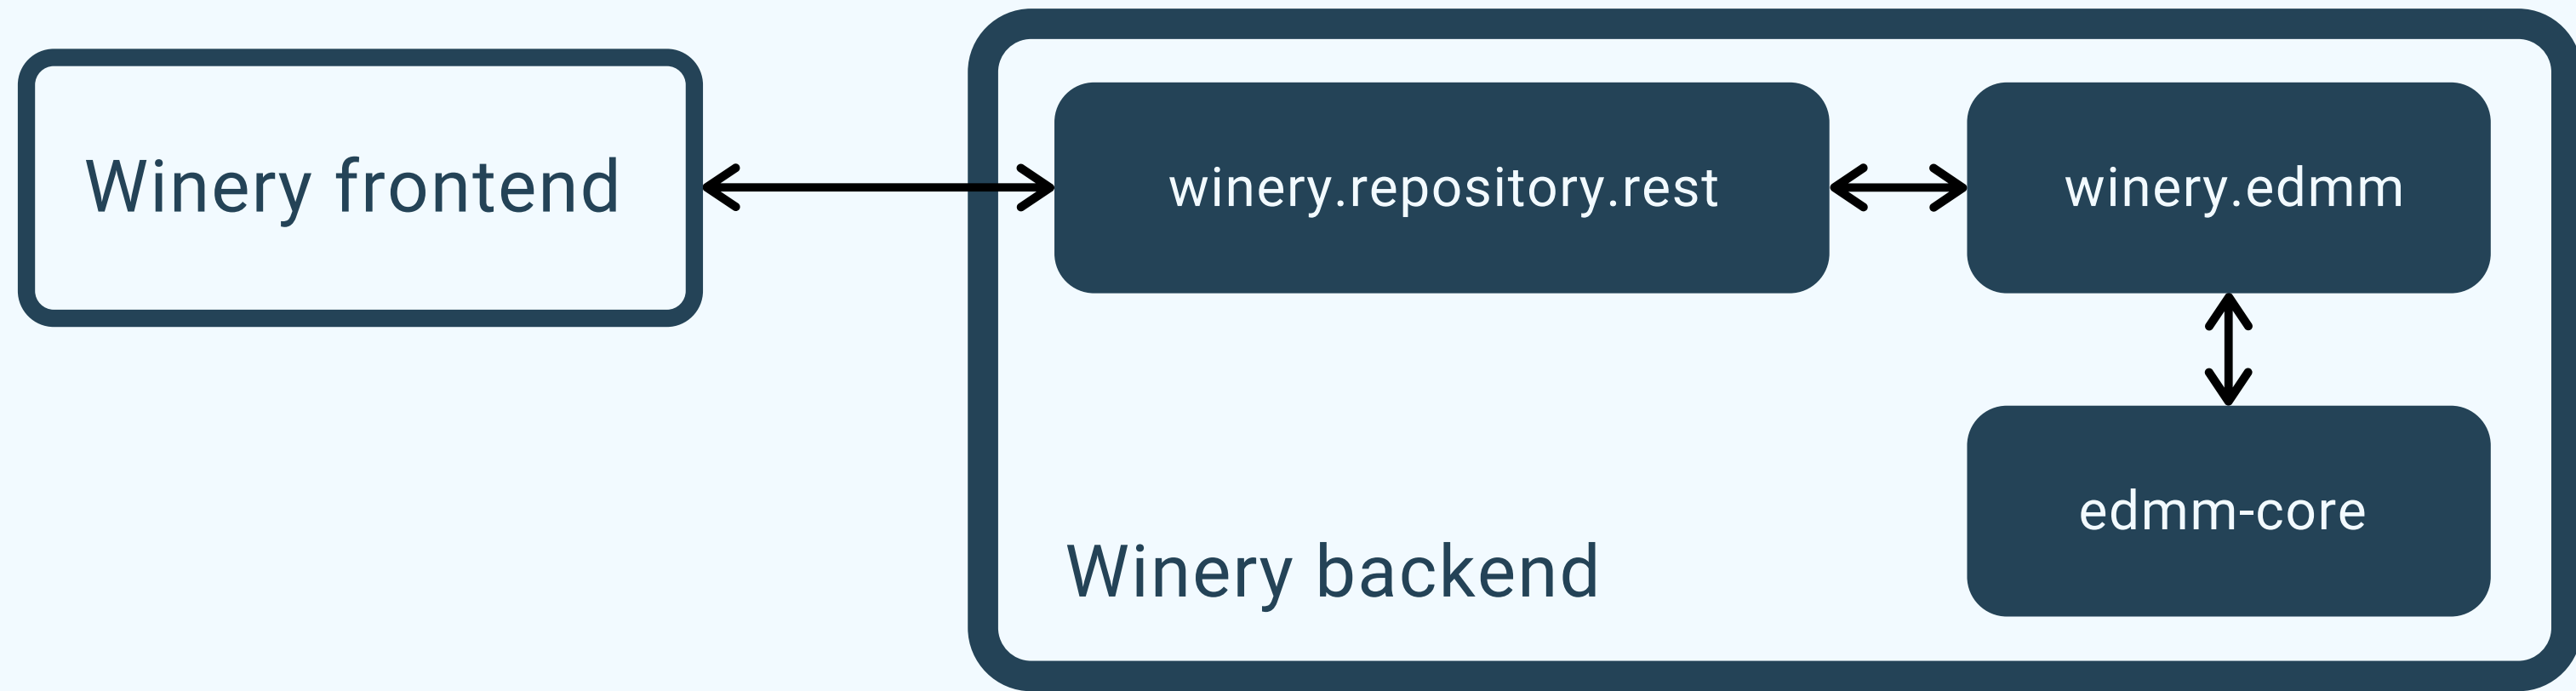 Winery frontend
winery.repository.rest
winery.edmm
edmm-core
Winery backend